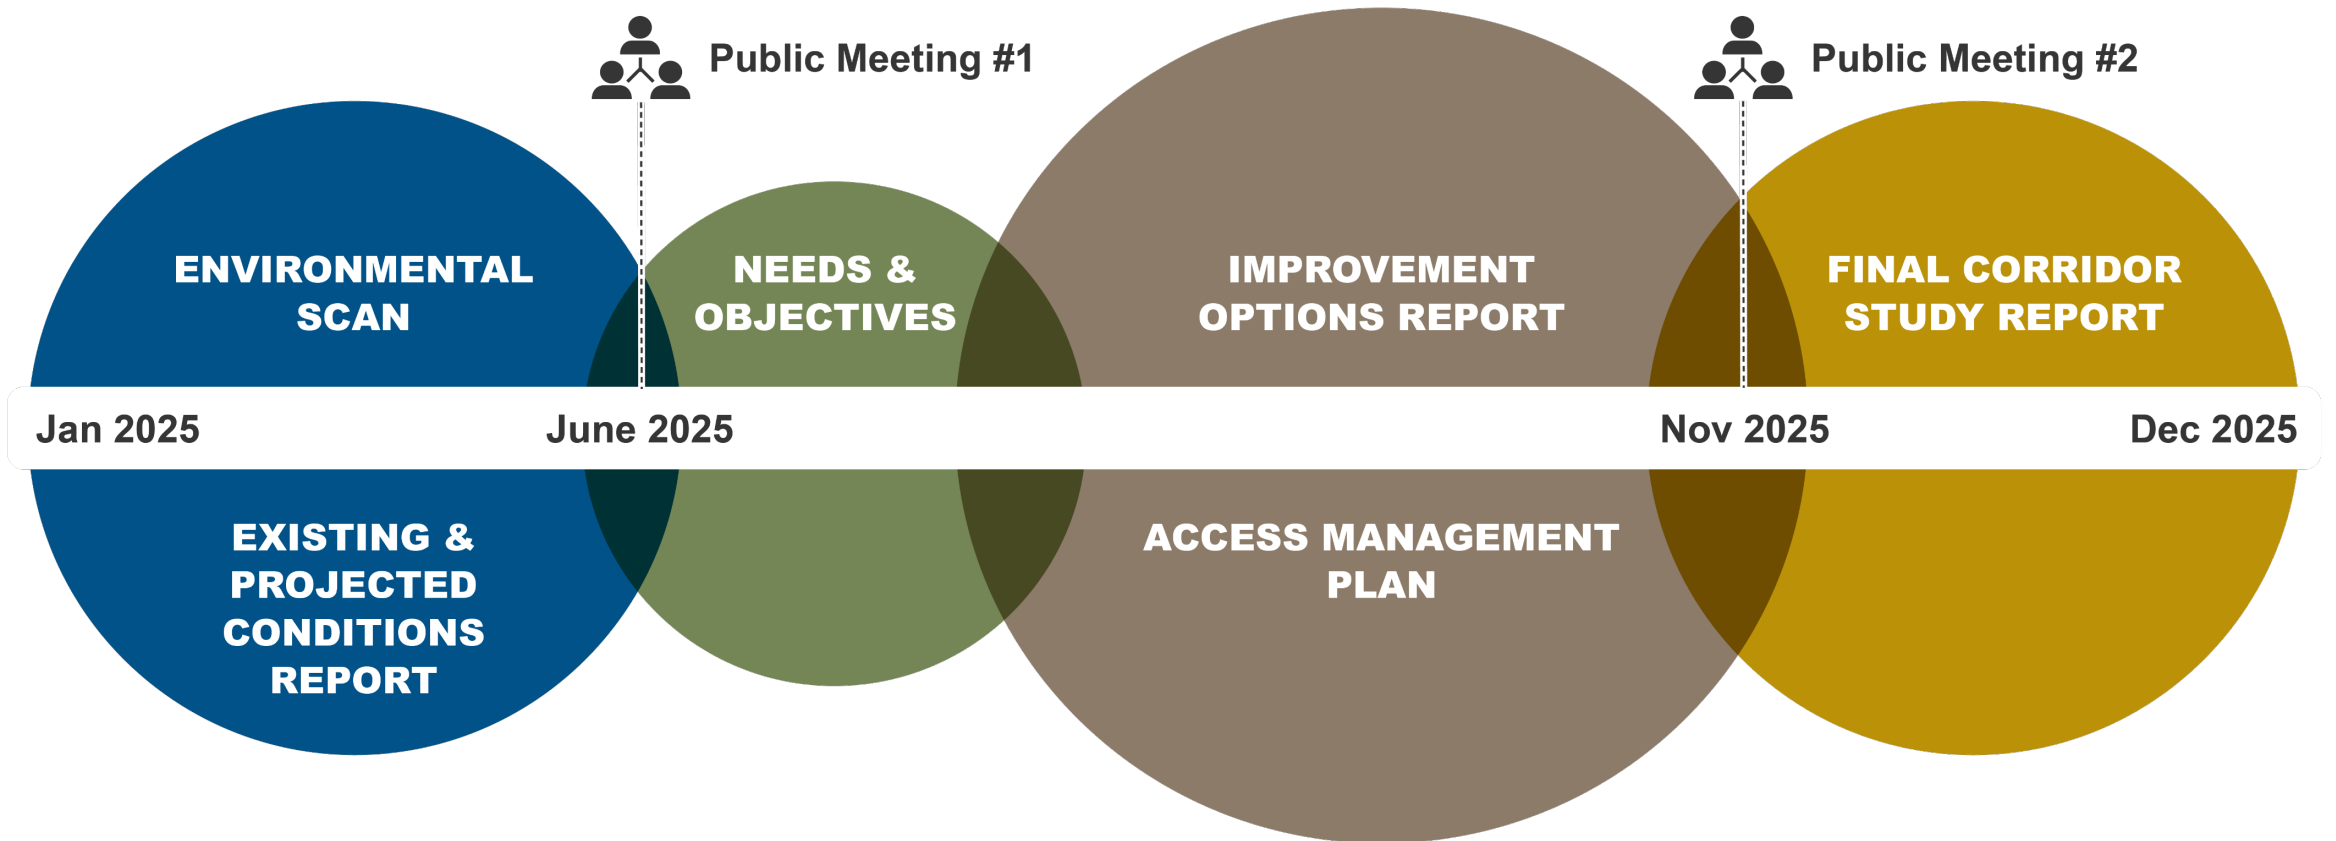 Public Meeting #1
Public Meeting #2
ENVIRONMENTAL
SCAN
NEEDS &
OBJECTIVES
IMPROVEMENT
OPTIONS REPORT
FINAL CORRIDOR
STUDY REPORT
Jan 2025
June 2025
Nov 2025
Dec 2025
EXISTING &
PROJECTED
CONDITIONS
REPORT
ACCESS MANAGEMENT
PLAN